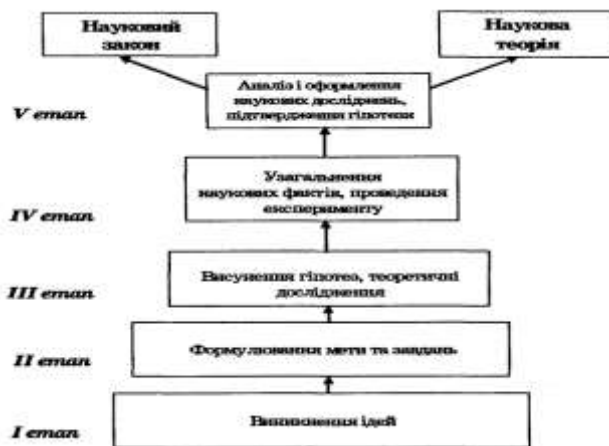 Науковий
закон
Наукова
теорія
V етап
Аналіз і оформлення
наукових досліджень,
підтвердження гіпотези
IV етап
Узагальнення
наукових фактів, проведення
експерименту
III етап
Висунення гіпотез, теоретичні
дослідження
II етап
Формулювання мети та завдань
I етап
Виникнення ідей